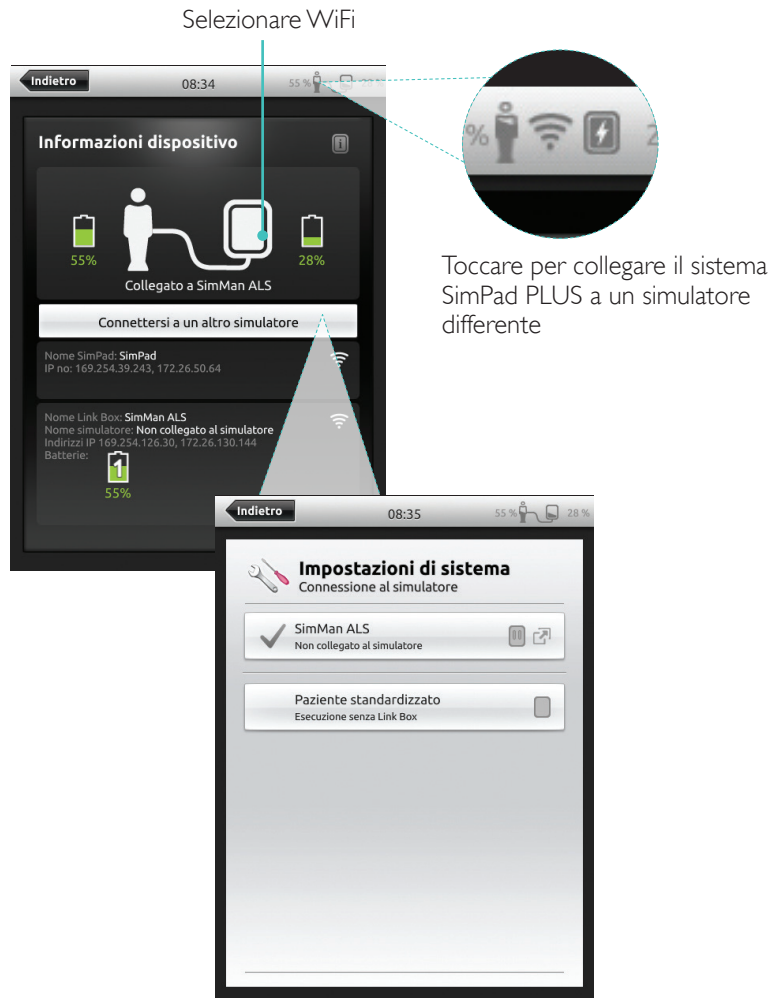 Selezionare WiFi
Indietro
08:34
55 %
28 %
Informazioni dispositivo
55%
28%
Collegato a SimMan ALS
Connettersi a un altro simulatore
Nome SimPad: SimPad
IP no: 169.254.39.243, 172.26.50.64
Nome Link Box: SimMan ALS
Nome simulatore: Non collegato al simulatore
Indirizzi IP 169.254.126.30, 172.26.130.144
Batterie:
1
55%
%
2
Toccare per collegare il sistema
SimPad PLUS a un simulatore
differente
Indietro
08:35
55 %
28 %
Impostazioni di sistema
Connessione al simulatore
SimMan ALS
Non collegato al simulatore
Paziente standardizzato
Esecuzione senza Link Box